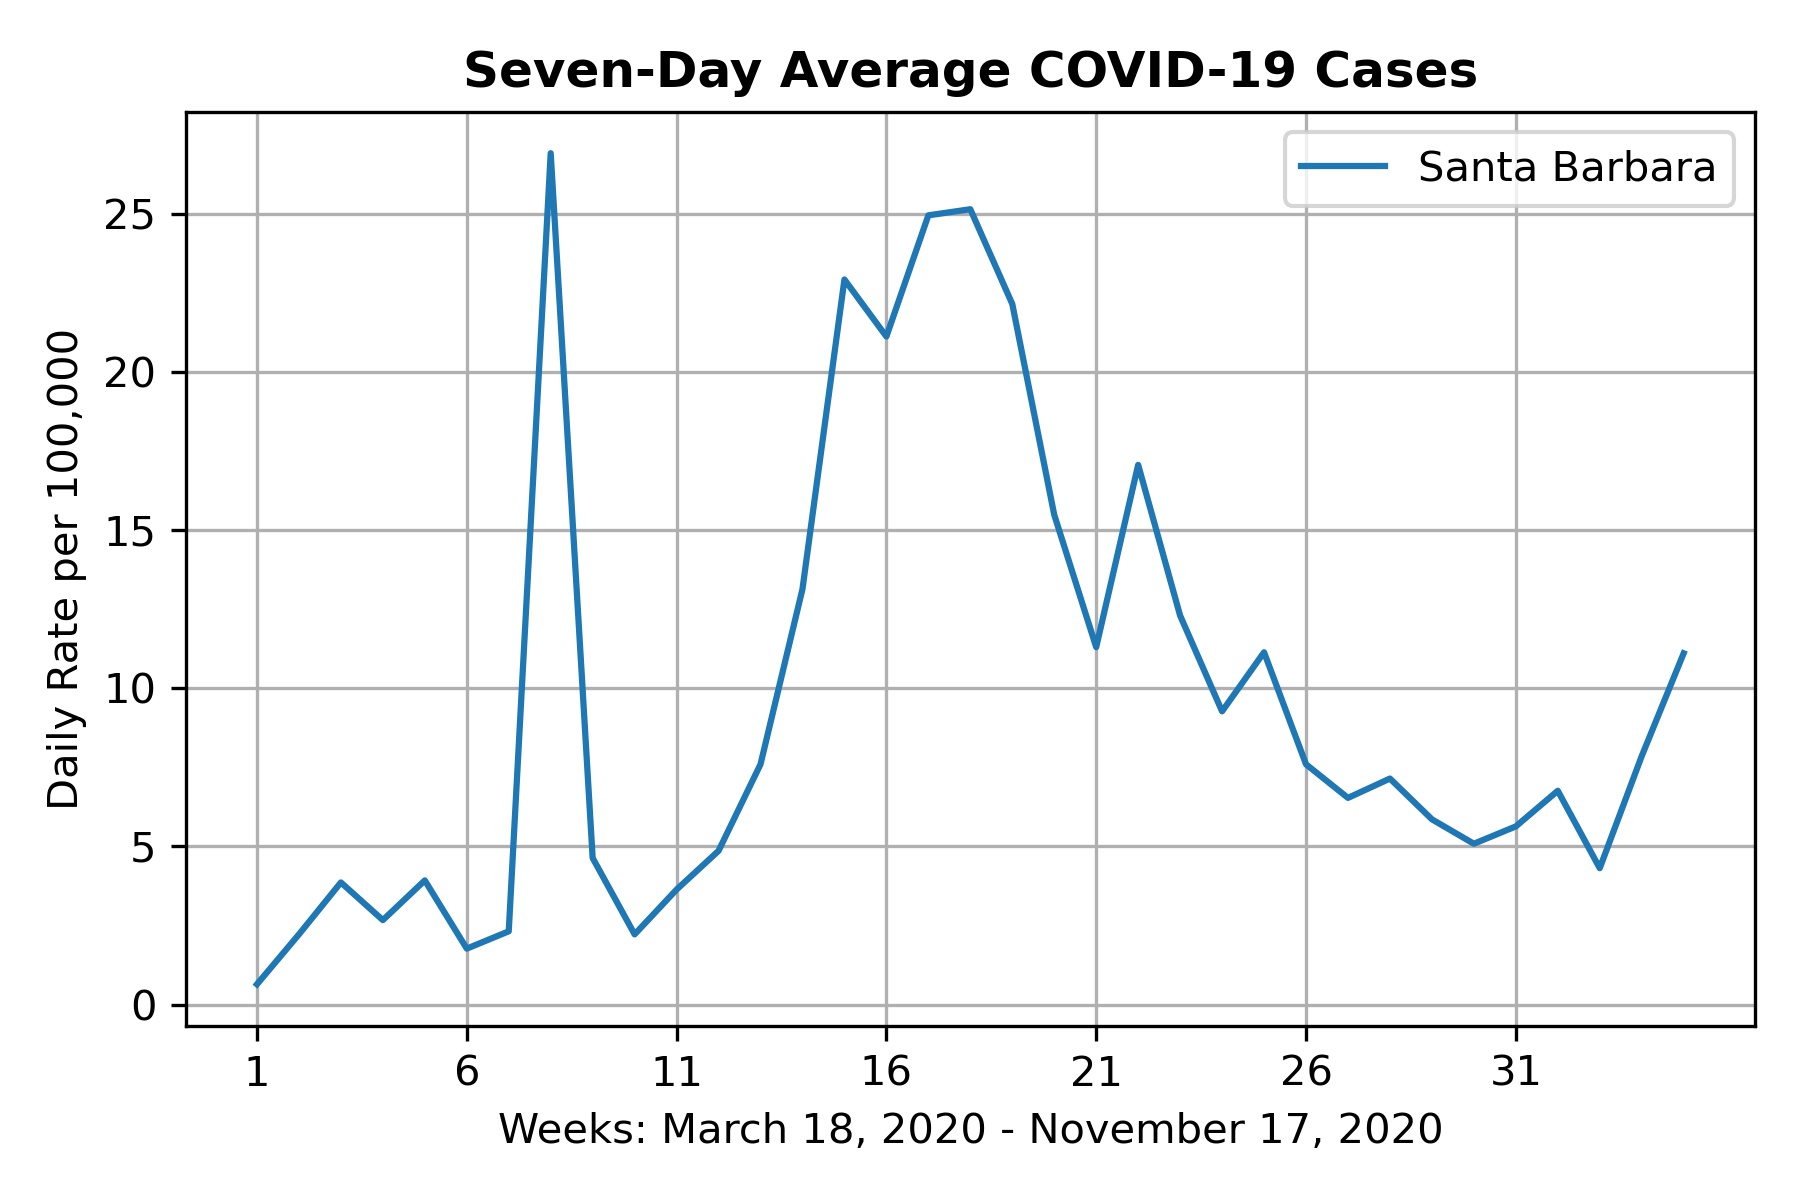 Seven-Day Average COVID-19 Cases
Santa Barbara
Daily Rate per 100,000
25
20
15
10
5
0
1 6 11 16 21 26 31
Weeks: March 18, 2020 - November 17, 2020